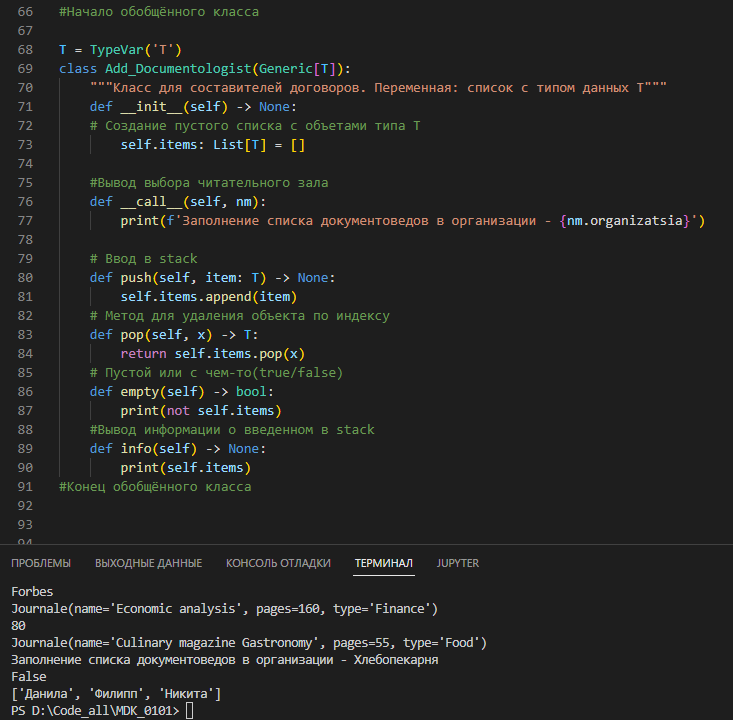 66 #Начало обобщённого класса
67
68 T = TypeVar('T')
69 class Add_Documentologist(Generic[T]):
70     """Класс для составителей договоров. Переменная: список с типом данных T"""
71     def __init__(self) -> None:
72     # Создание пустого списка с объетами типа T
73         self.items: List[T] = []
74
75     #Вывод выбора читательного зала
76     def __call__(self, nm):
77         print(f'Заполнение списка документоведов в организации - {nm.organizatsia}')
78
79     # Ввод в stack
80     def push(self, item: T) -> None:
81         self.items.append(item)
82     # Метод для удаления объекта по индексу
83     def pop(self, x) -> T:
84         return self.items.pop(x)
85     # Пустой или с чем-то(true/false)
86     def empty(self) -> bool:
87         print(not self.items)
88     #Вывод информации о введенном в stack
89     def info(self) -> None:
90         print(self.items)
91 #Конец обобщённого класса
92
93
94
ПРОБЛЕМЫ ВЫХОДНЫЕ ДАННЫЕ КОНСОЛЬ ОТЛАДКИ ТЕРМИНАЛ JUPYTER
Forbes
Journale(name='Economic analysis', pages=160, type='Finance')
80
Journale(name='Culinary magazine Gastronomy', pages=55, type='Food')
Заполнение списка документоведов в организации - Хлебопекарня
False
['Данила', 'Филипп', 'Никита']
PS D:\Code_all\MDK_0101>